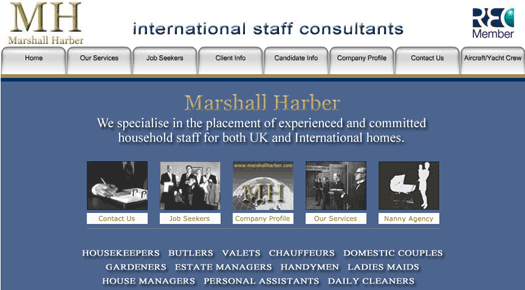 MH
Marshall Harber
international staff consultants
REC
Member
Home
Our Services
Job Seekers
Client Info
Candidate Info
Company Profile
Contact Us
Aircraft/Yacht Crew
Marshall Harber
We specialise in the placement of experienced and committed
household staff for both UK and International homes.
www.marshallharber.com
MH
Contact Us
Job Seekers
Company Profile
Our Services
Nanny Agency
HOUSEKEEPERS BUTLERS VALETS CHAUFFEURS DOMESTIC COUPLES
GARDENERS ESTATE MANAGERS HANDYMEN LADIES MAIDS
HOUSE MANAGERS PERSONAL ASSISTANTS DAILY CLEANERS